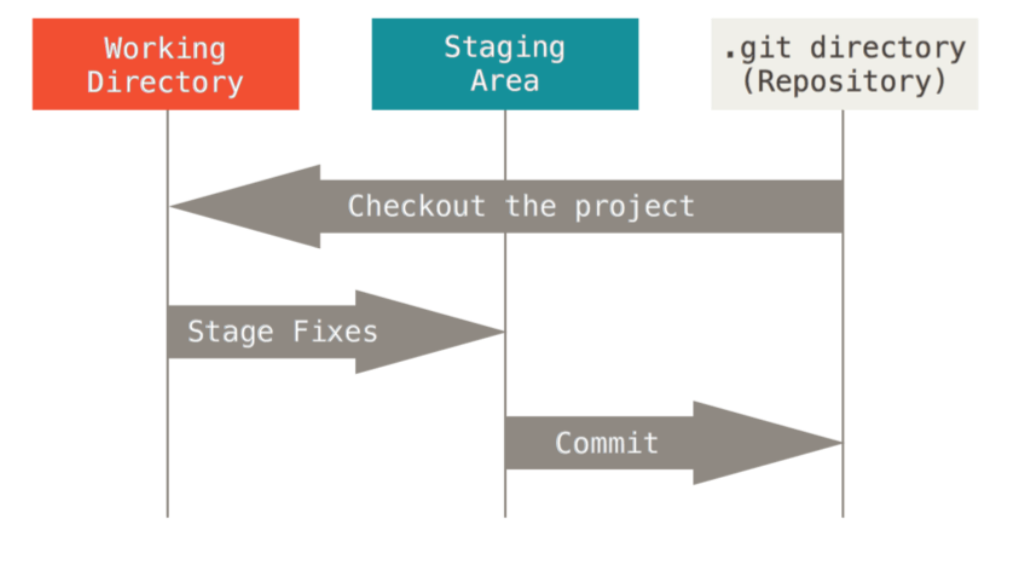 Working
Directory
Staging
Area
.git directory
(Repository)
Checkout the project
Stage Fixes
Commit